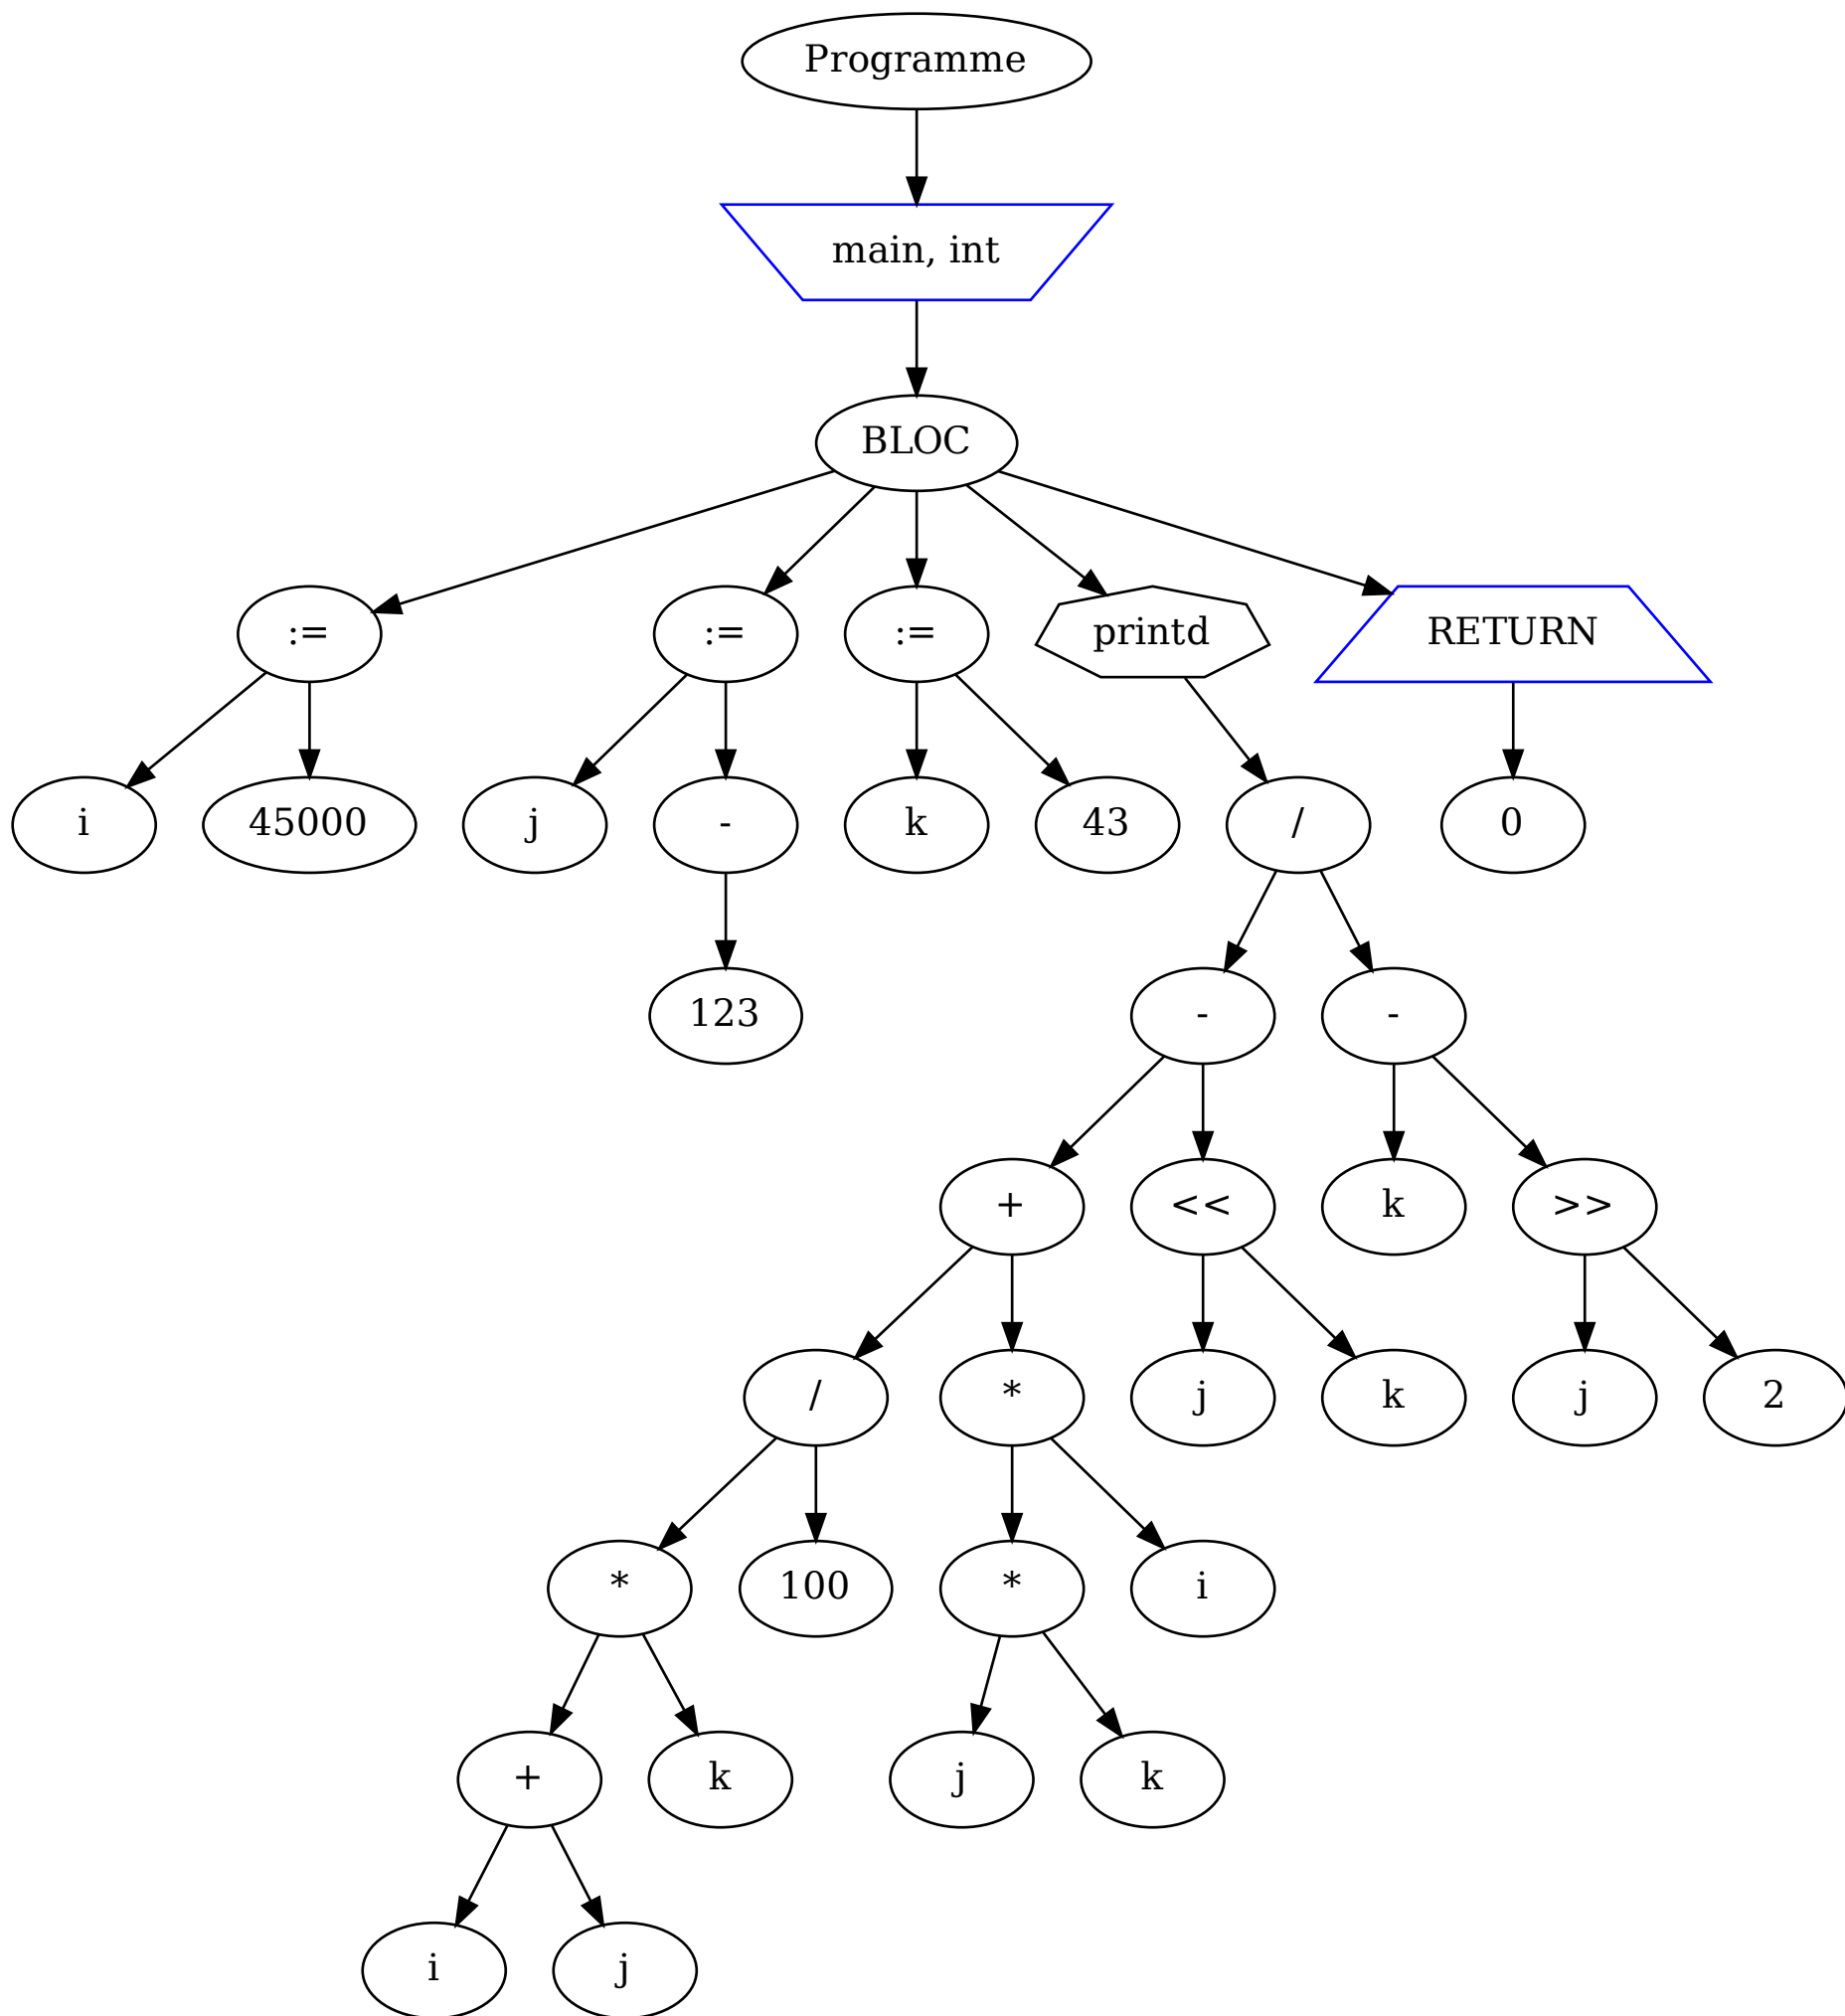 Programme
main, int
BLOC
:=
:=
:=
printd
RETURN
i
45000
j
-
k
43
/
0
123
-
-
+
<<
k
>>
/
*
j
k
j
2
*
100
*
i
+
k
j
k
i
j